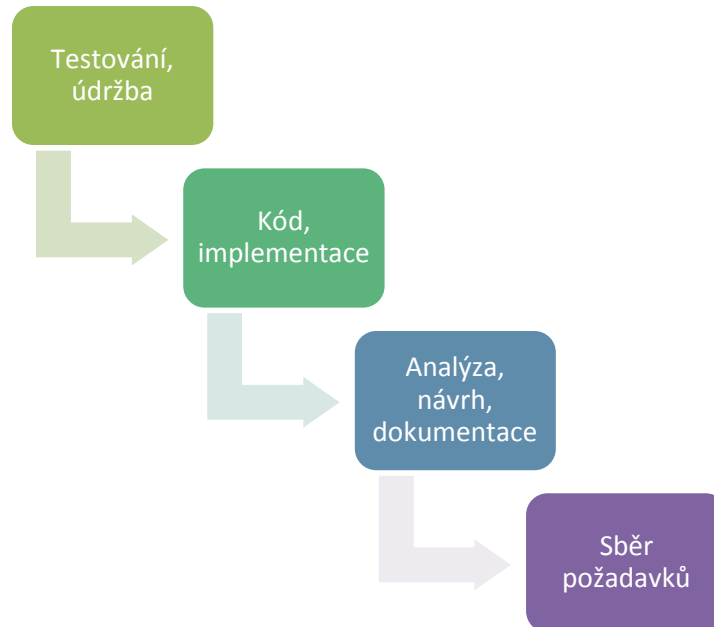 Testování,
údržba
Kód,
implementace
Analýza,
návrh,
dokumentace
Sběr
požadavků